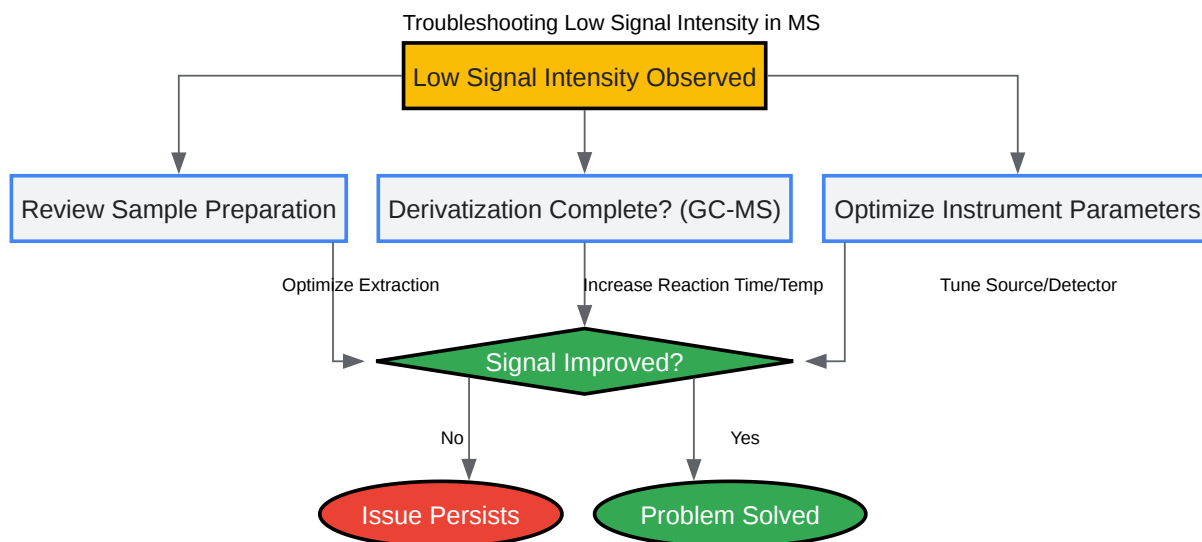 Troubleshooting Low Signal Intensity in MS
Low Signal Intensity Observed
Review Sample Preparation
Derivatization Complete? (GC-MS)
Optimize Instrument Parameters
Optimize Extraction
Increase Reaction Time/Temp
Tune Source/Detector
Signal Improved?
No
Yes
Issue Persists
Problem Solved